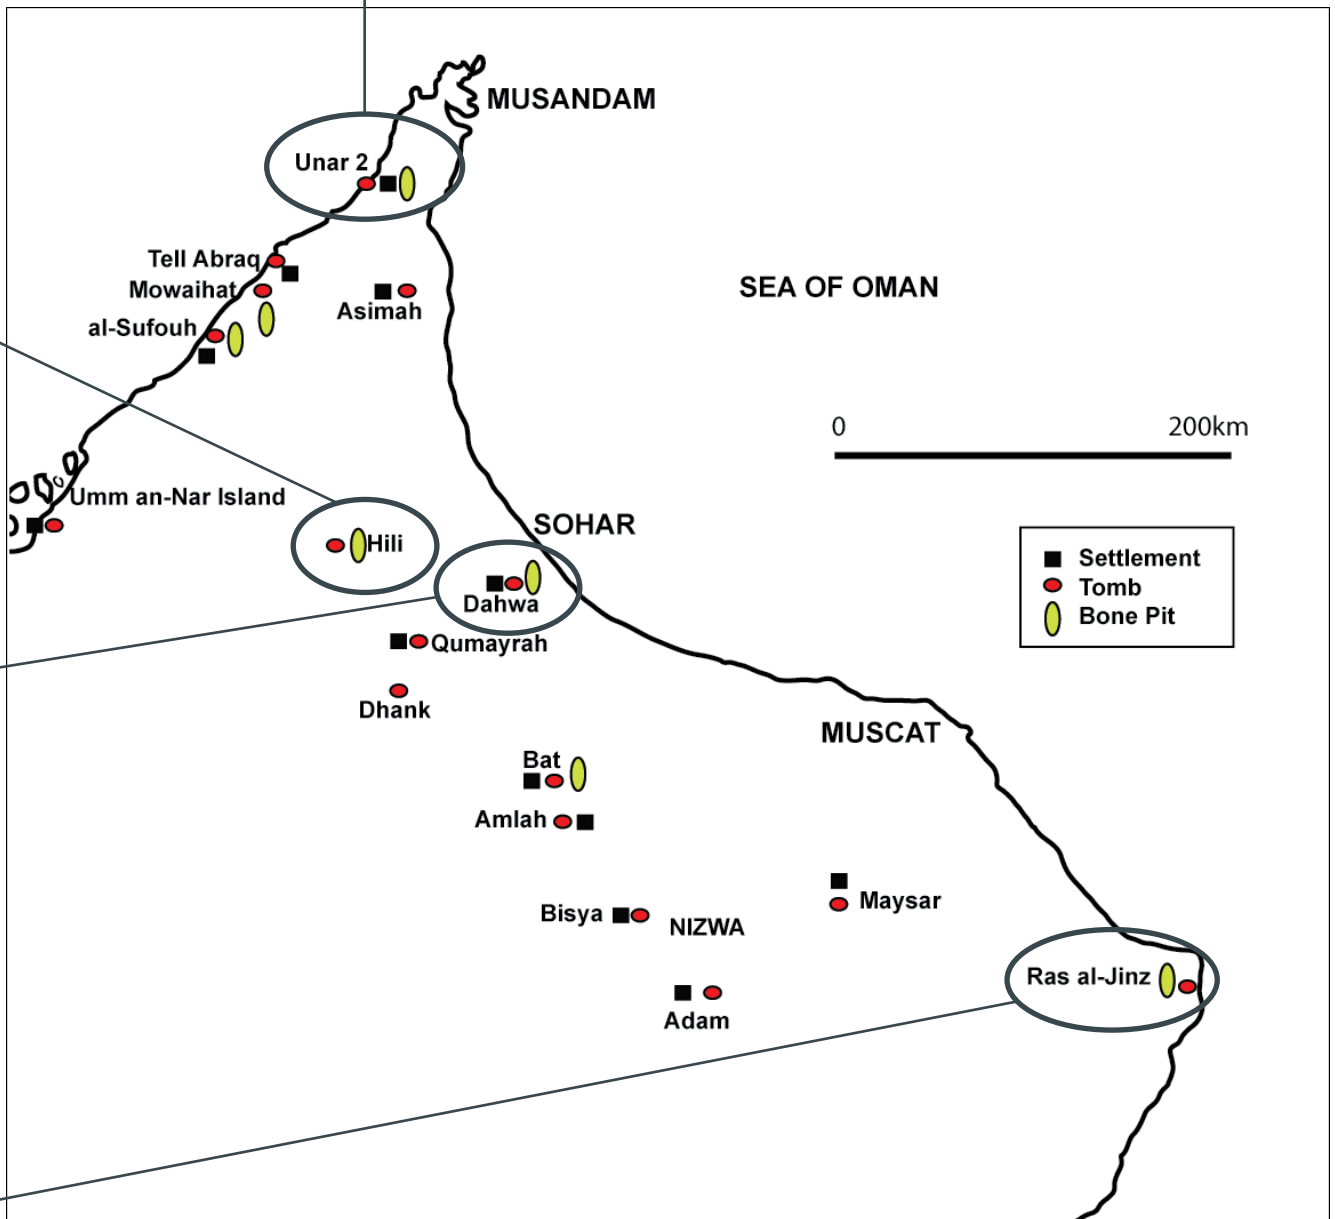 MUSANDAM
Unar 2
Tell Abraq
Mowaihat
SEA OF OMAN
Asimah
al-Sufouh
0 200km
Umm an-Nar Island
SOHAR
Hili
Settlement
Tomb
Bone Pit
Dahwa
Qumayrah
Dhank
MUSCAT
Bat
Amlah
Maysar
Bisya
NIZWA
Ras al-Jinz
Adam